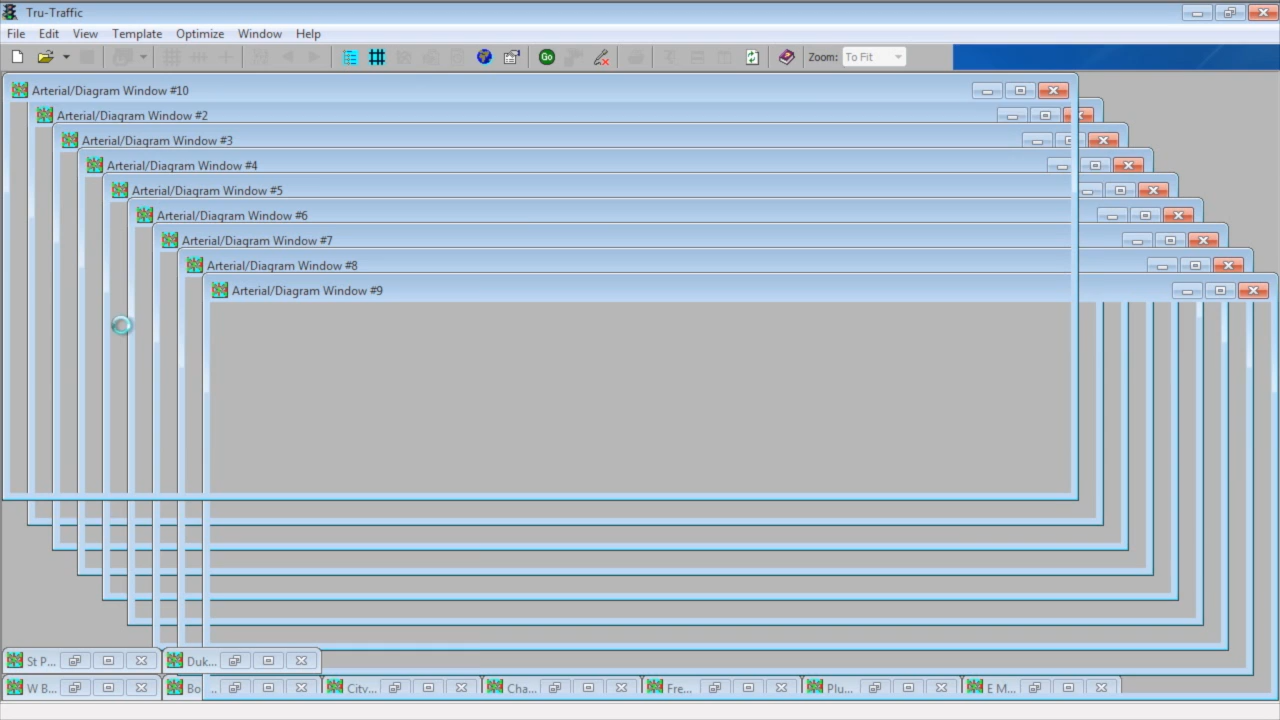 Tru-Traffic
File Edit View Template Optimize Window Help
Go Zoom: To Fit
Arterial/Diagram Window #10
Arterial/Diagram Window #2
Arterial/Diagram Window #3
Arterial/Diagram Window #4
Arterial/Diagram Window #5
Arterial/Diagram Window #6
Arterial/Diagram Window #7
Arterial/Diagram Window #8
Arterial/Diagram Window #9
St P... Duk...
W B... Bo .. City... Cha... Fre... Plu... E M...